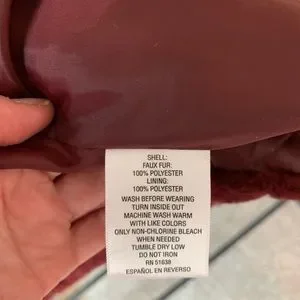 SHELL:
FAUX FUR:
100% POLYESTER
LINING:
100% POLYESTER
WASH BEFORE WEARING
TURN INSIDE OUT
MACHINE WASH WARM
WITH LIKE COLORS
ONLY NON-CHLORINE BLEACH
WHEN NEEDED
TUMBLE DRY LOW
DO NOT IRON
RN 51638
ESPAÑOL EN REVERSO